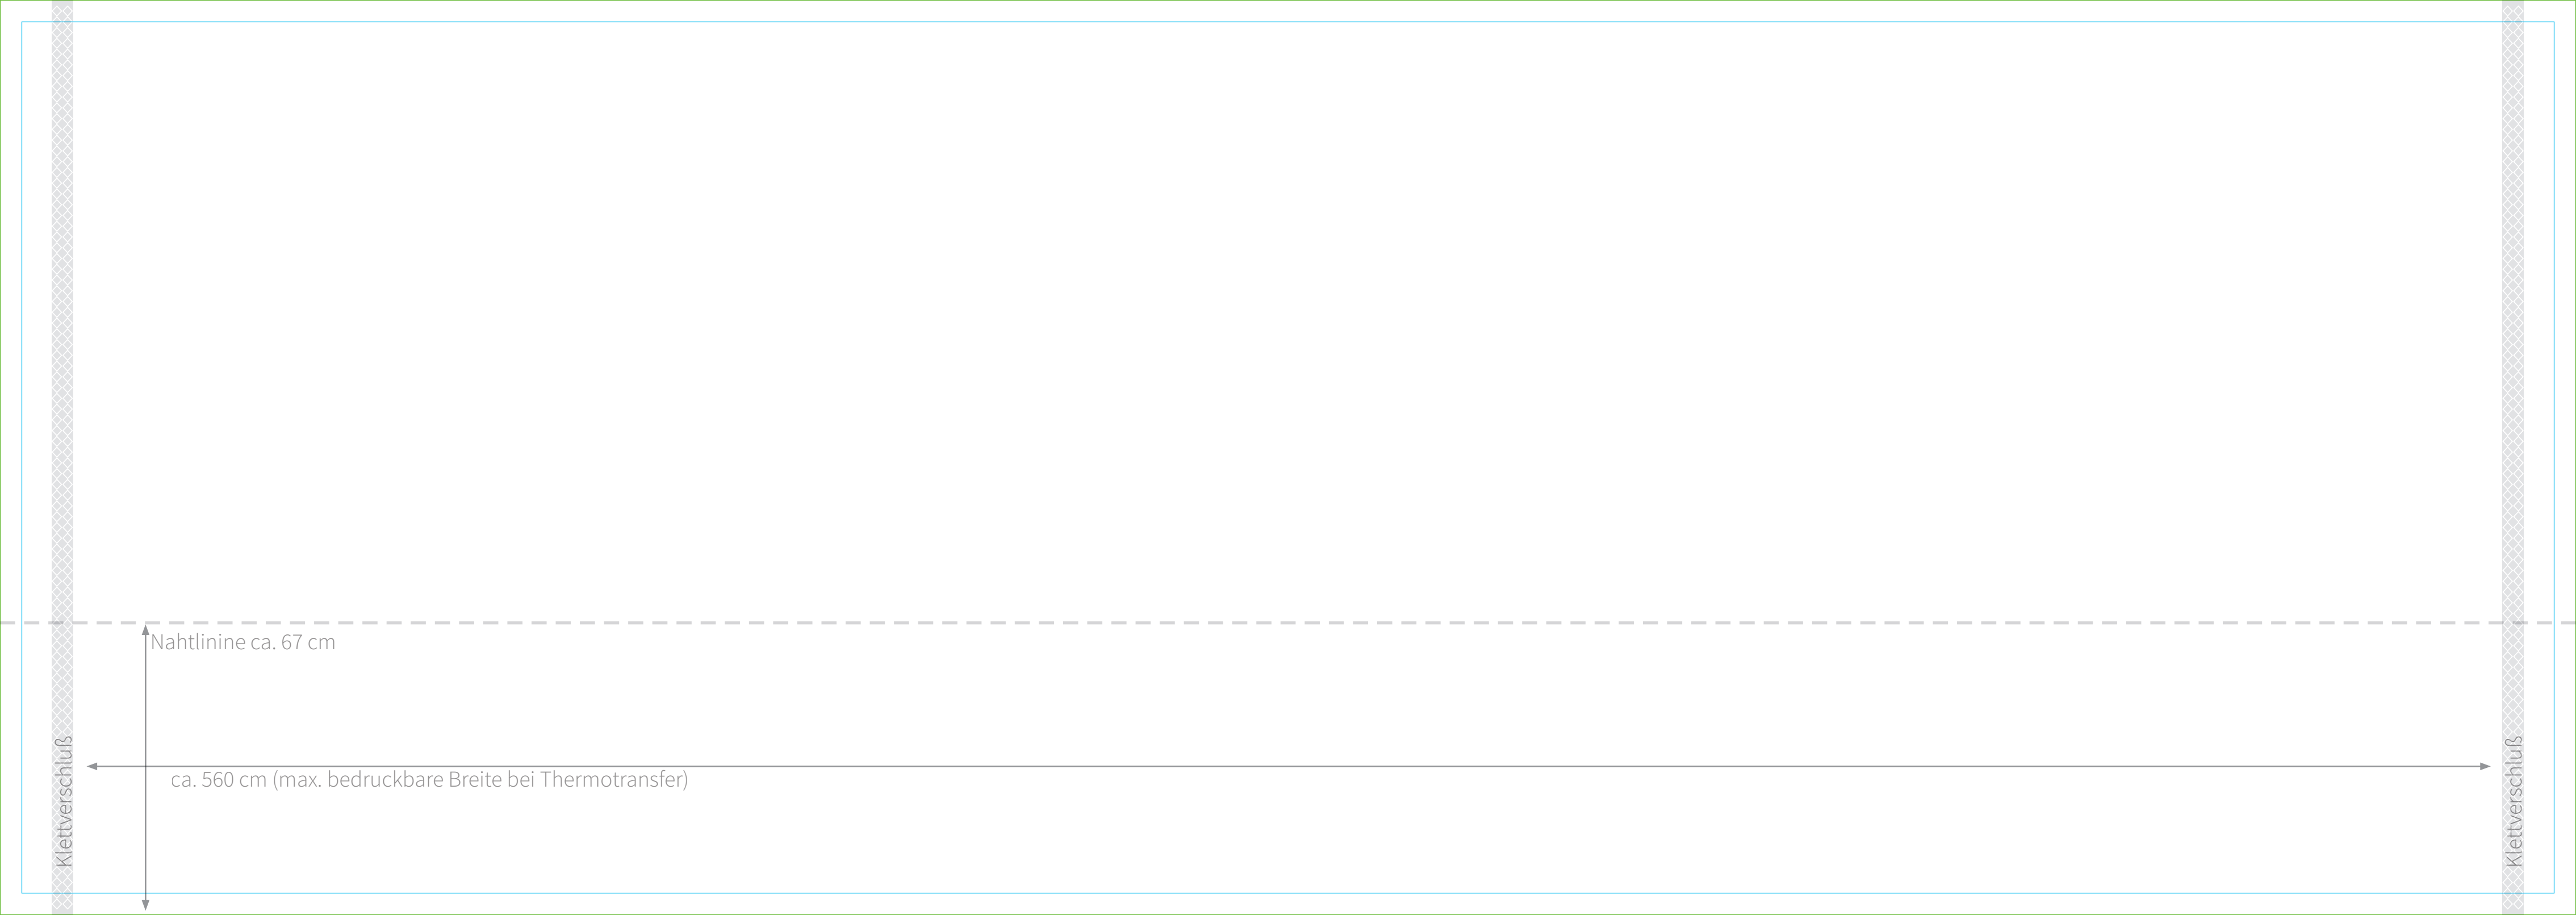 Nahtlinine ca. 67 cm
ca. 560 cm (max. bedruckbare Breite bei Thermotransfer)
Klettverschluß
Klettverschluß